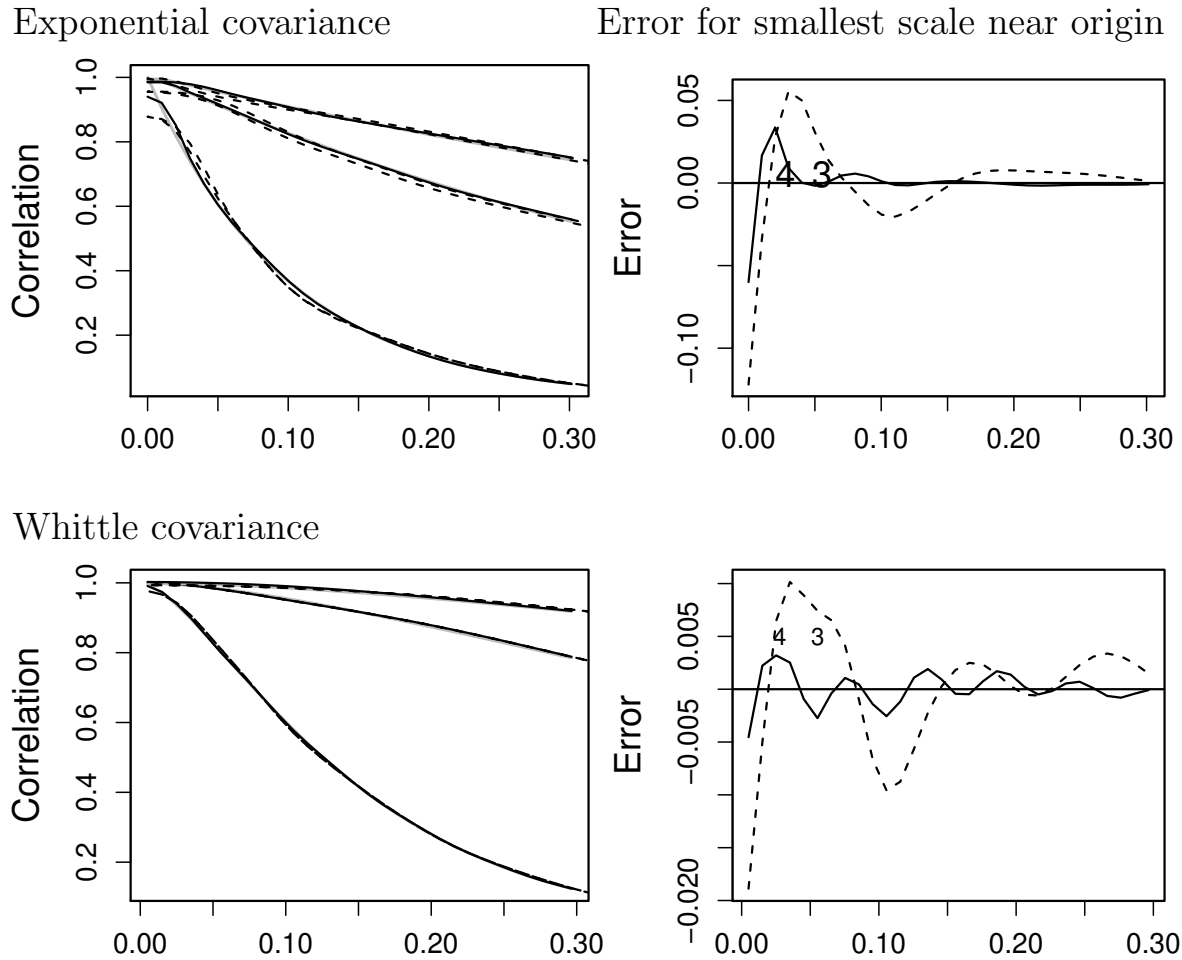 Exponential covariance
Error for smallest scale near origin
Correlation
1.0
0.8
0.6
0.4
0.2
0.00 0.10 0.20 0.30
Error
0.05
0.00
−0.10
4 3
0.00 0.10 0.20 0.30
Whittle covariance
Correlation
1.0
0.8
0.6
0.4
0.2
0.00 0.10 0.20 0.30
Error
0.005
−0.005
−0.020
4 3
0.00 0.10 0.20 0.30